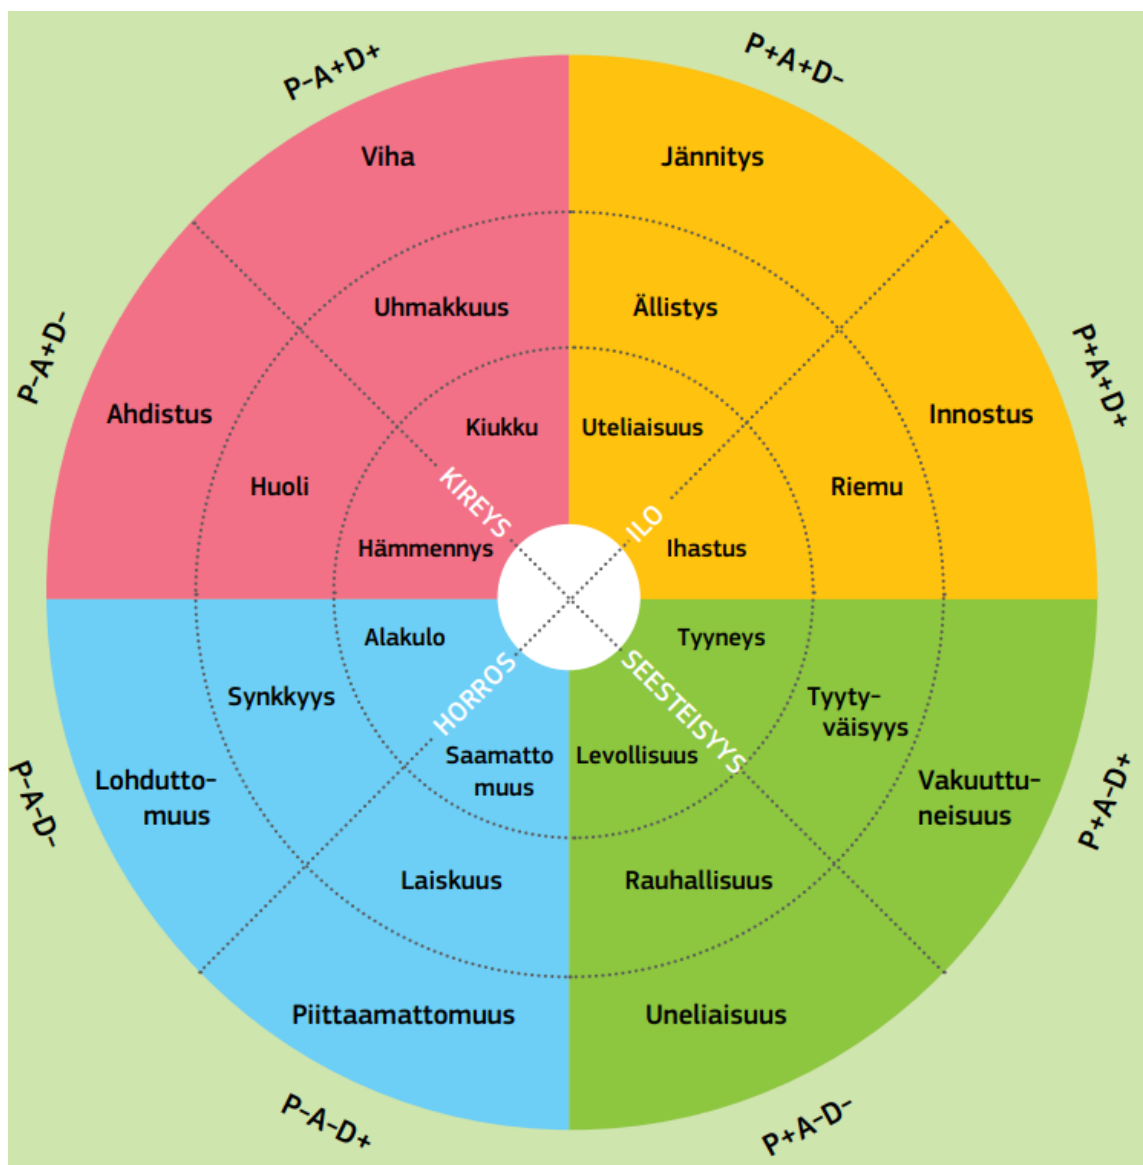 P-A+D+
P+A+D-
Viha
Jännitys
Uhmakkuus
Ällistys
P-A+D-
P+A+D+
Ahdistus
Kiukku
Uteliaisuus
Innostus
Huoli
KIREYS
ILO
Riemu
Hämmennys
Ihastus
Alakulo
Tyyneys
Synkkyys
HORROS
SEESTEISYYS
Tyyty-
väisyys
Saamatto
muus
Levollisuus
P-A-D-
Lohdutto-
muus
Vakuuttu-
neisuus
P+A-D+
Laiskuus
Rauhallisuus
Piittaamattomuus
Uneliaisuus
P-A-D+
P+A-D-